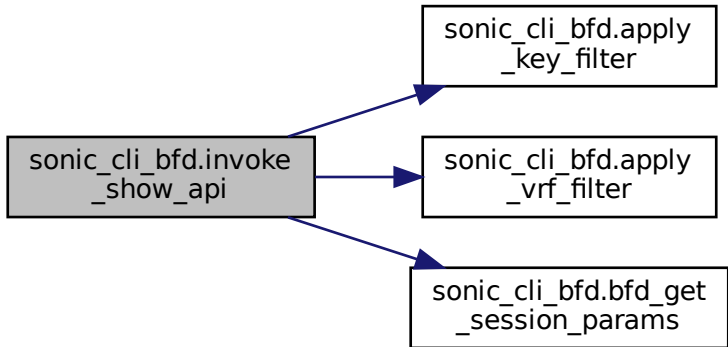 sonic_cli_bfd.apply
_key_filter
sonic_cli_bfd.invoke
_show_api
sonic_cli_bfd.apply
_vrf_filter
sonic_cli_bfd.bfd_get
_session_params